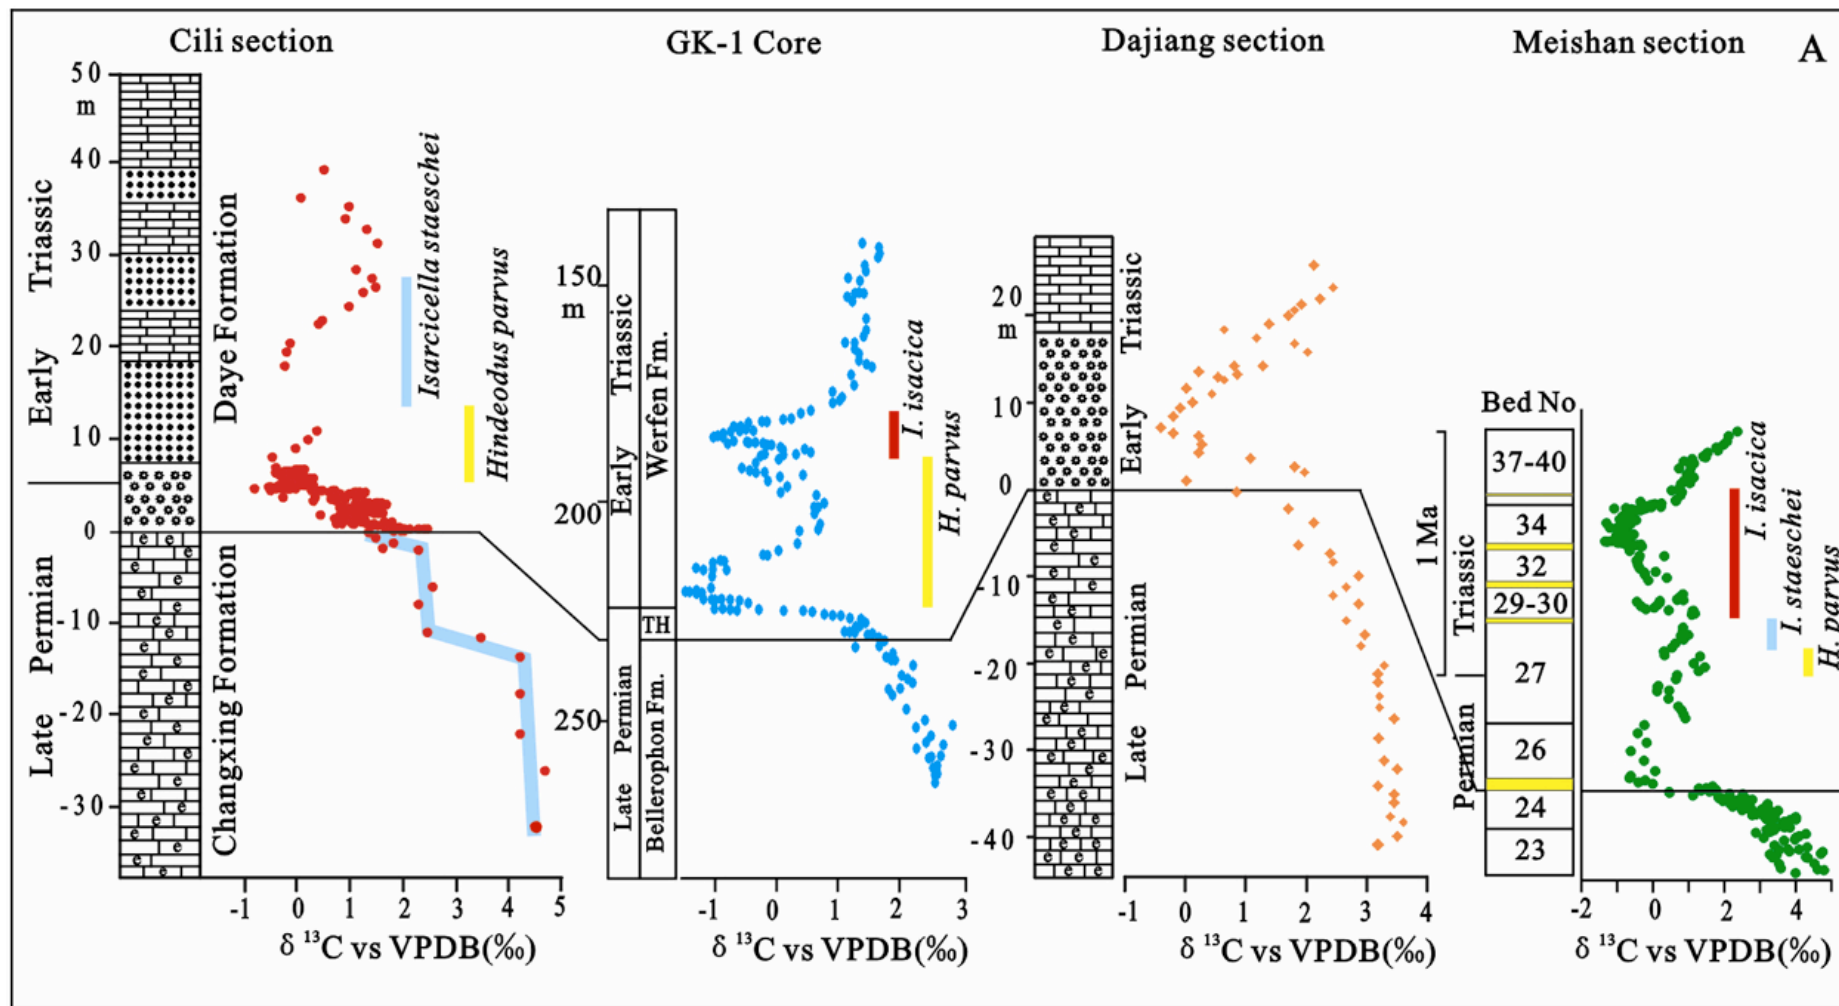 Cili section
GK-1 Core
Dajiang section
Meishan section
A
50
m
40
30
20
10
0
-10
-20
-30
Early Triassic
Late Permian
Daye Formation
Changxing Formation
Isarcicella staeschei
Hindeodus parvus
-1 0 1 2 3 4 5
δ ¹³C vs VPDB(‰)
150
m
200
250
Early Triassic
Late Permian
Werfen Fm.
TH
Bellerophon Fm.
I. isacica
H. parvus
-1 0 1 2 3
δ ¹³C vs VPDB(‰)
20
m
10
0
-10
-20
-30
-40
Early Triassic
Late Permian
-1 0 1 2 3 4
δ ¹³C vs VPDB(‰)
1 Ma
Triassic
Permian
Bed No
37-40
34
32
29-30
27
26
24
23
I. isacica
I. staeschei
H. parvus
-2 0 2 4
δ ¹³C vs VPDB(‰)
e e e e e e e e e e e e e e e e e e e e
e e e e e e e e e e e e e e e e e e e e